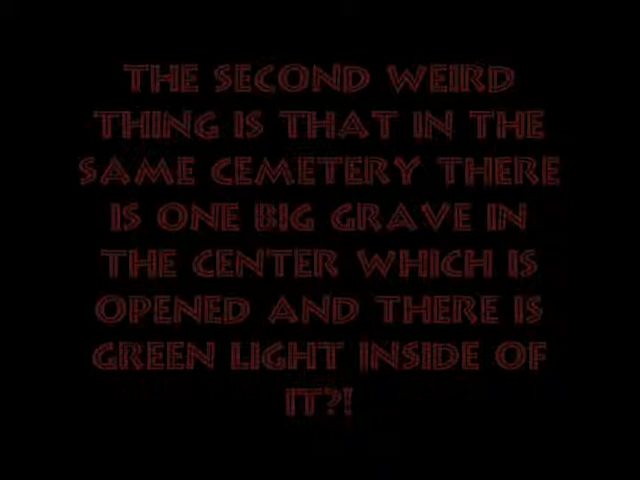 THE SECOND WEIRD
THING IS THAT IN THE
SAME CEMETERY THERE
IS ONE BIG GRAVE IN
THE CENTER WHICH IS
OPENED AND THERE IS
GREEN LIGHT INSIDE OF
IT?!